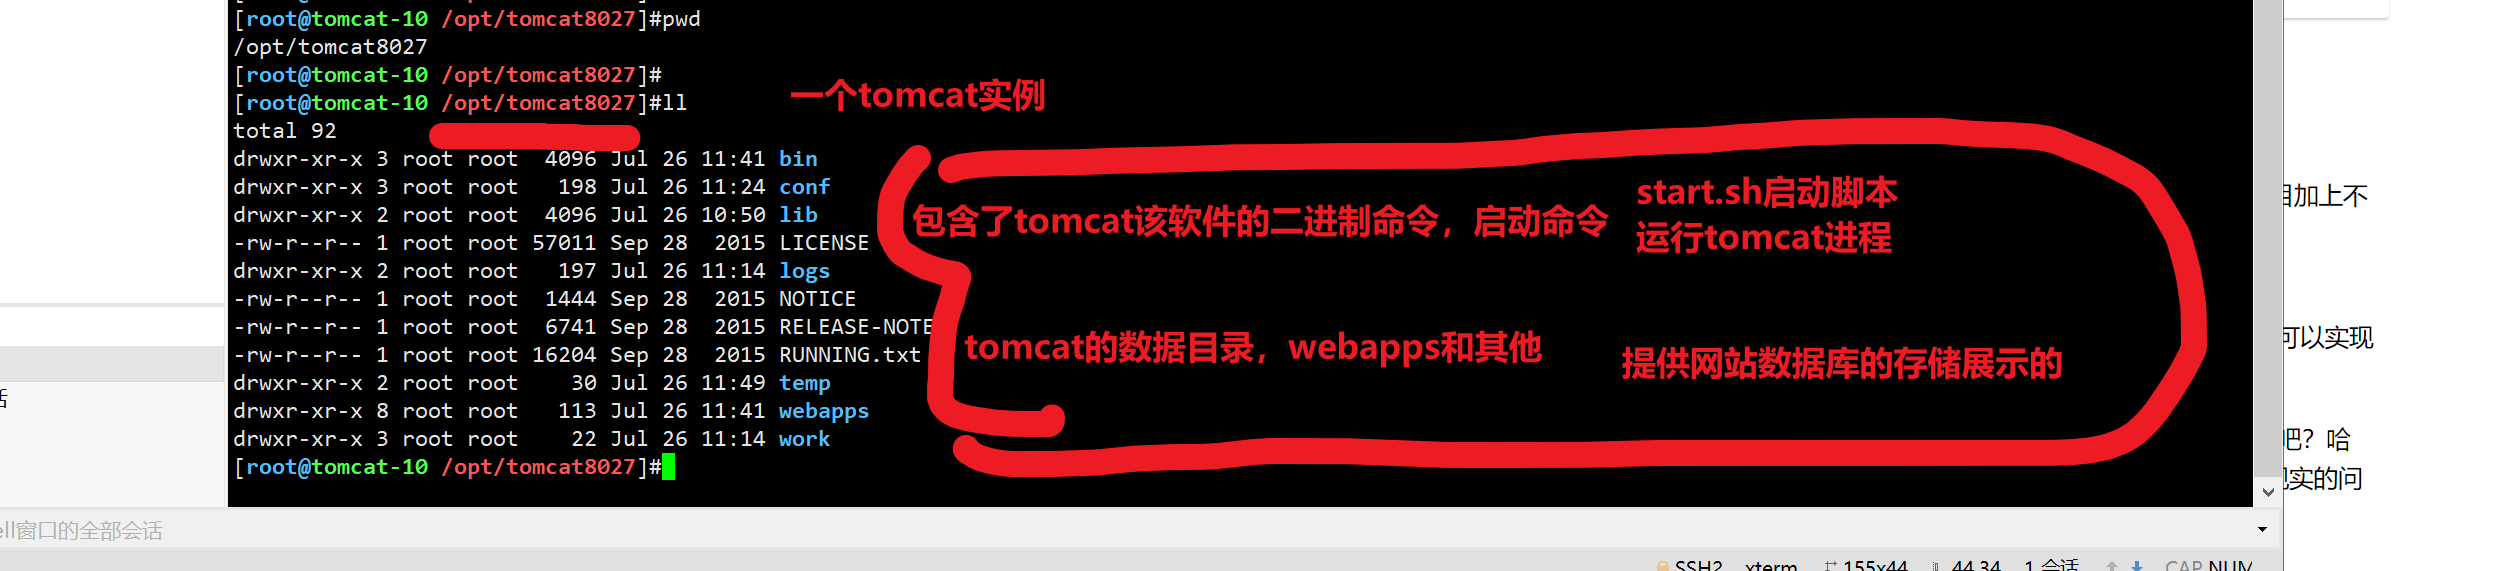 [root@tomcat-10 /opt/tomcat8027]#pwd
/opt/tomcat8027
[root@tomcat-10 /opt/tomcat8027]#
[root@tomcat-10 /opt/tomcat8027]#ll
一个tomcat实例
total 92
drwxr-xr-x 3 root root 4096 Jul 26 11:41 bin
drwxr-xr-x 3 root root 198 Jul 26 11:24 conf
drwxr-xr-x 2 root root 4096 Jul 26 10:50 lib
-rw-r--r-- 1 root root 57011 Sep 28 2015 LICENSE
drwxr-xr-x 2 root root 197 Jul 26 11:14 logs
-rw-r--r-- 1 root root 1444 Sep 28 2015 NOTICE
-rw-r--r-- 1 root root 6741 Sep 28 2015 RELEASE-NOTE
-rw-r--r-- 1 root root 16204 Sep 28 2015 RUNNING.txt
drwxr-xr-x 2 root root 30 Jul 26 11:49 temp
drwxr-xr-x 8 root root 113 Jul 26 11:41 webapps
drwxr-xr-x 3 root root 22 Jul 26 11:14 work
[root@tomcat-10 /opt/tomcat8027]#
包含了tomcat该软件的二进制命令，启动命令
start.sh启动脚本
运行tomcat进程
tomcat的数据目录，webapps和其他
提供网站数据库的存储展示的
加上不
可以实现
吧？哈
实的问
话
ell窗口的全部会话
SSH2 xterm 155x44 44,34 1 会话 CAP NUM